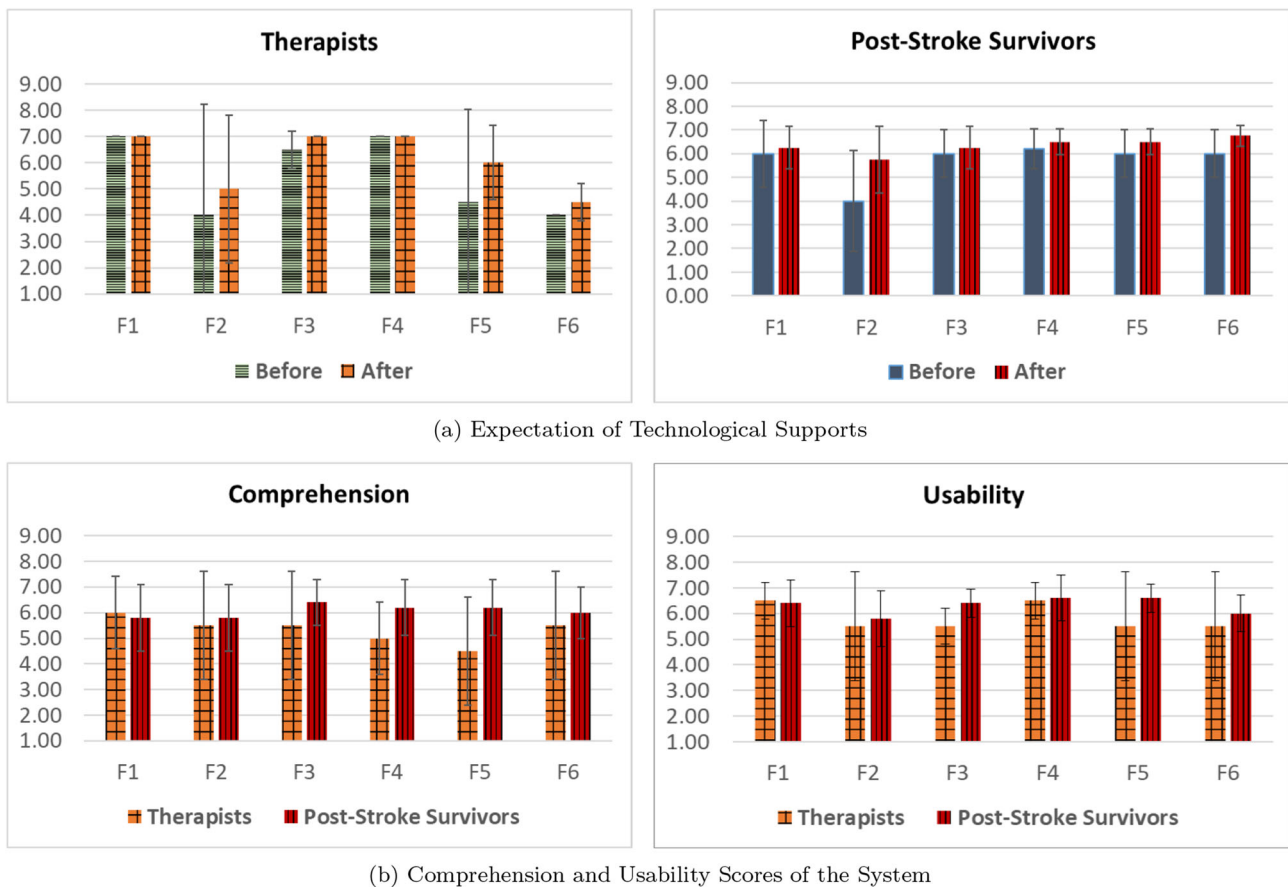 Therapists
9.00
8.00
7.00
6.00
5.00
4.00
3.00
2.00
1.00
F1 F2 F3 F4 F5 F6
Before After
Post-Stroke Survivors
9.00
8.00
7.00
6.00
5.00
4.00
3.00
2.00
1.00
0.00
F1 F2 F3 F4 F5 F6
Before After
(a) Expectation of Technological Supports
Comprehension
9.00
8.00
7.00
6.00
5.00
4.00
3.00
2.00
1.00
F1 F2 F3 F4 F5 F6
Therapists Post-Stroke Survivors
Usability
9.00
8.00
7.00
6.00
5.00
4.00
3.00
2.00
1.00
F1 F2 F3 F4 F5 F6
Therapists Post-Stroke Survivors
(b) Comprehension and Usability Scores of the System